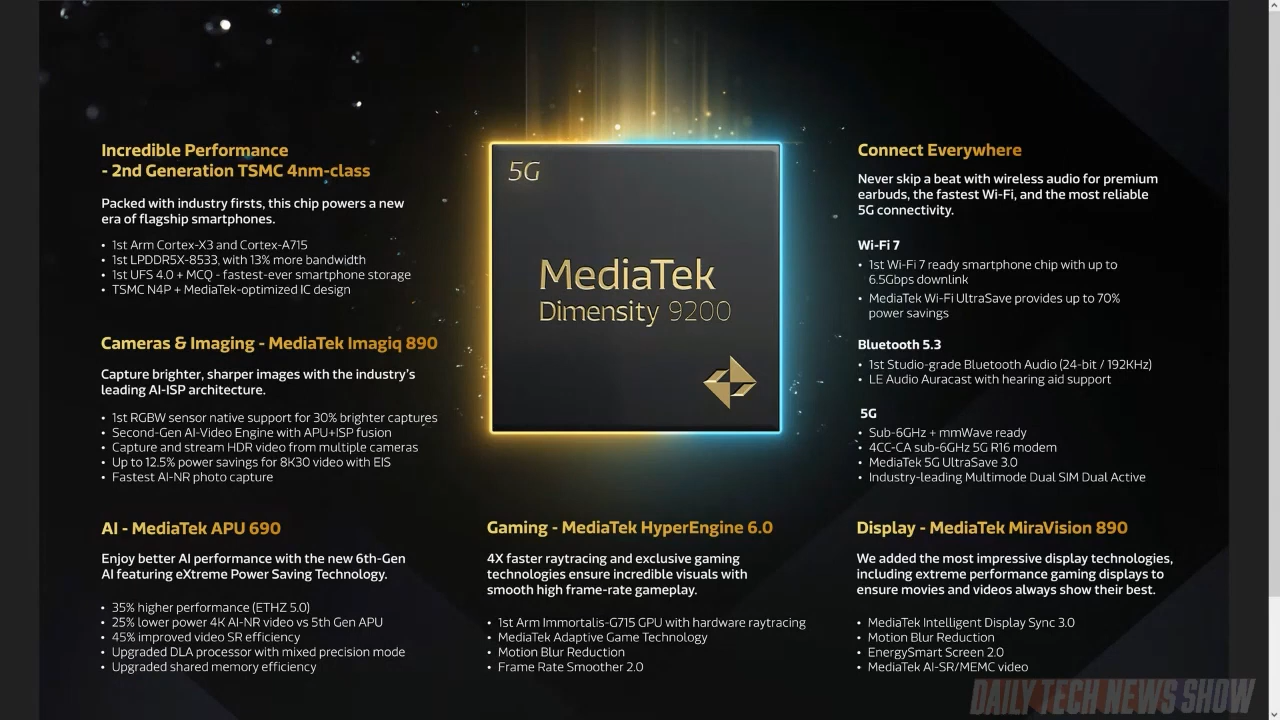 Incredible Performance
- 2nd Generation TSMC 4nm-class
Packed with industry firsts, this chip powers a new
era of flagship smartphones.
• 1st Arm Cortex-X3 and Cortex-A715
• 1st LPDDR5X-8533, with 13% more bandwidth
• 1st UFS 4.0 + MCQ - fastest-ever smartphone storage
• TSMC N4P + MediaTek-optimized IC design
Cameras & Imaging - MediaTek Imagiq 890
Capture brighter, sharper images with the industry's
leading AI-ISP architecture.
• 1st RGBW sensor native support for 30% brighter captures
• Second-Gen AI-Video Engine with APU+ISP fusion
• Capture and stream HDR video from multiple cameras
• Up to 12.5% power savings for 8K30 video with EIS
• Fastest AI-NR photo capture
AI - MediaTek APU 690
Enjoy better AI performance with the new 6th-Gen
AI featuring eXtreme Power Saving Technology.
• 35% higher performance (ETHZ 5.0)
• 25% lower power 4K AI-NR video vs 5th Gen APU
• 45% improved video SR efficiency
• Upgraded DLA processor with mixed precision mode
• Upgraded shared memory efficiency
5G
MediaTek
Dimensity 9200
Gaming - MediaTek HyperEngine 6.0
4X faster raytracing and exclusive gaming
technologies ensure incredible visuals with
smooth high frame-rate gameplay.
• 1st Arm Immortalis-G715 GPU with hardware raytracing
• MediaTek Adaptive Game Technology
• Motion Blur Reduction
• Frame Rate Smoother 2.0
Connect Everywhere
Never skip a beat with wireless audio for premium
earbuds, the fastest Wi-Fi, and the most reliable
5G connectivity.
Wi-Fi 7
• 1st Wi-Fi 7 ready smartphone chip with up to
6.5Gbps downlink
• MediaTek Wi-Fi UltraSave provides up to 70%
power savings
Bluetooth 5.3
• 1st Studio-grade Bluetooth Audio (24-bit / 192KHz)
• LE Audio Auracast with hearing aid support
5G
• Sub-6GHz + mmWave ready
• 4CC-CA sub-6GHz 5G R16 modem
• MediaTek 5G UltraSave 3.0
• Industry-leading Multimode Dual SIM Dual Active
Display - MediaTek MiraVision 890
We added the most impressive display technologies,
including extreme performance gaming displays to
ensure movies and videos always show their best.
• MediaTek Intelligent Display Sync 3.0
• Motion Blur Reduction
• EnergySmart Screen 2.0
• MediaTek AI-SR/MEMC video
DAILY TECH NEWS SHOW